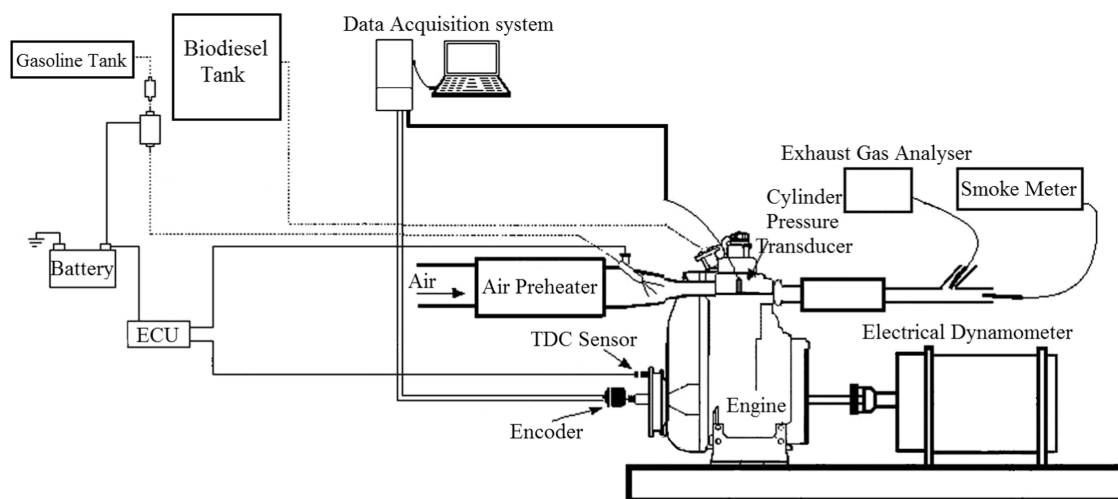 Data Acquisition system
Biodiesel
Tank
Gasoline Tank
Exhaust Gas Analyser
Smoke Meter
Cylinder
Pressure
Transducer
Battery
Air
Air Preheater
ECU
TDC Sensor
Electrical Dynamometer
Engine
Encoder